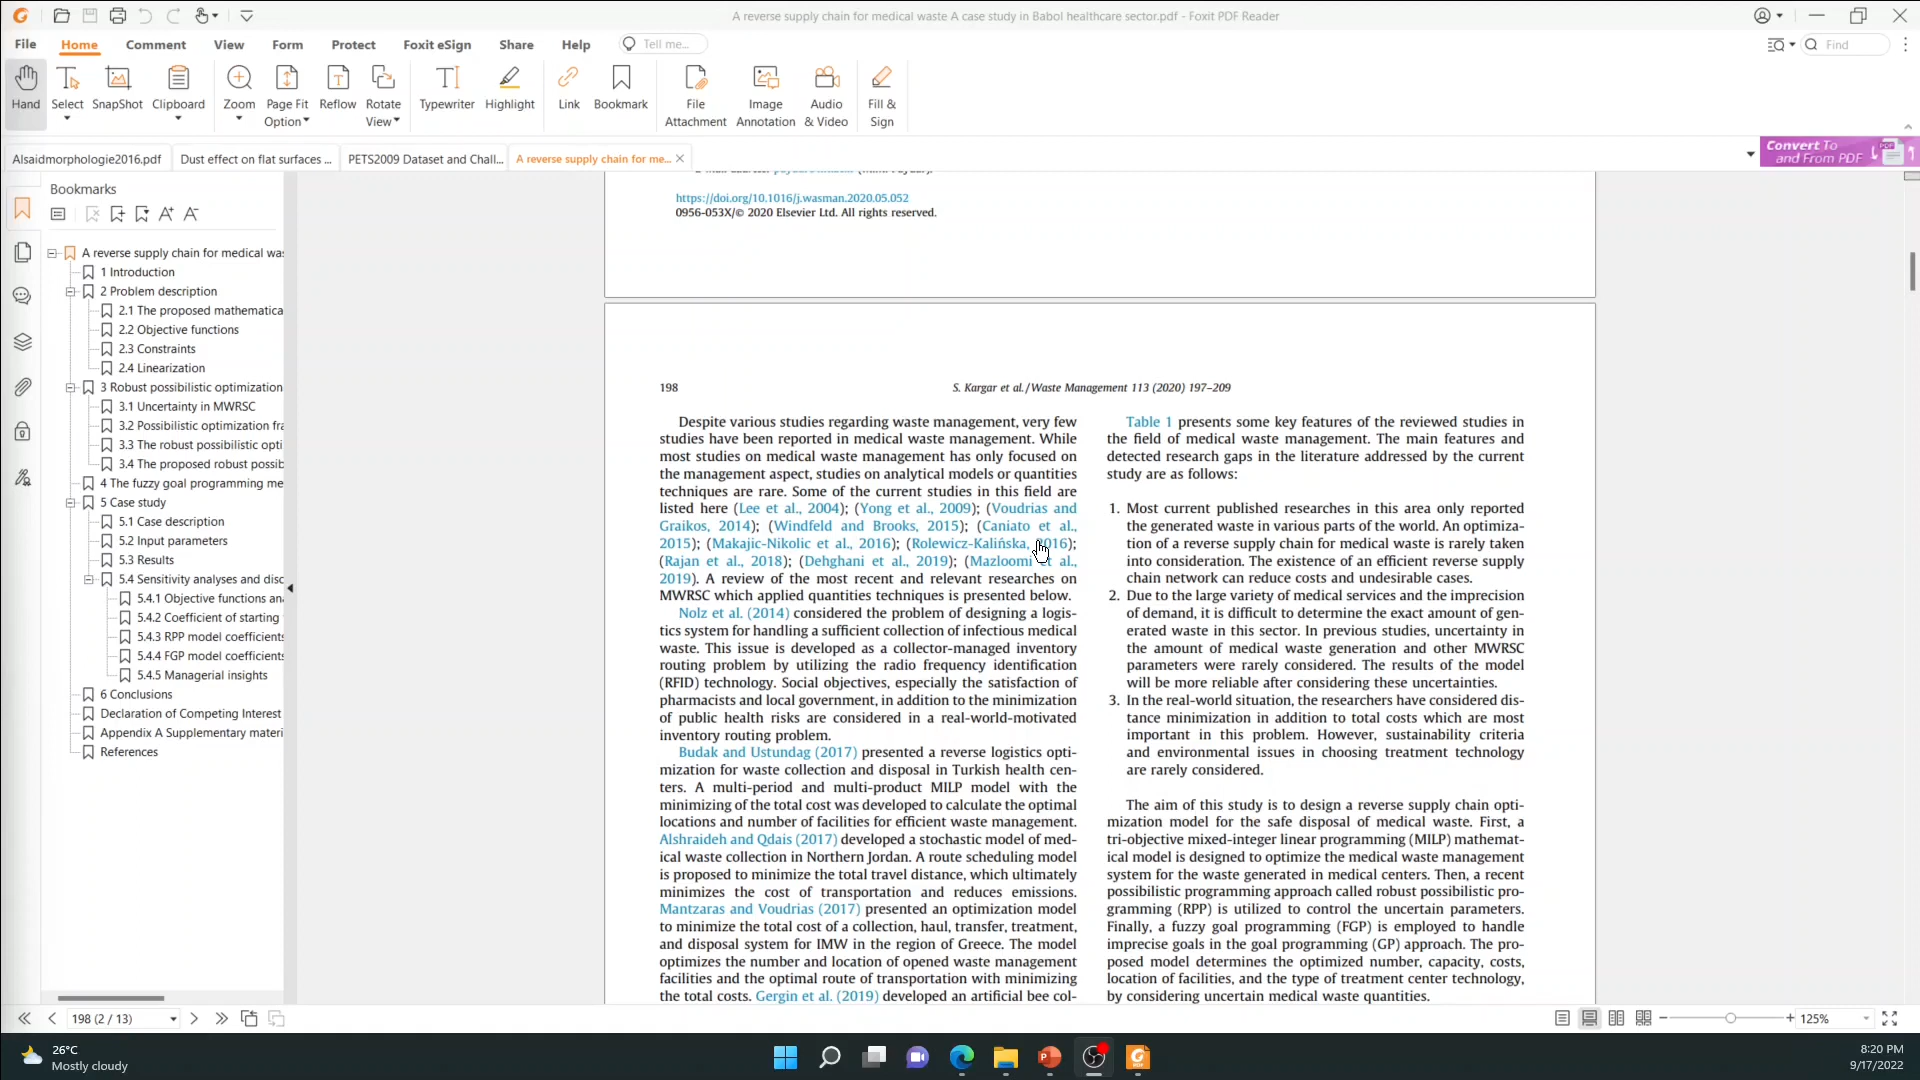 A reverse supply chain for medical waste A case study in Babol healthcare sector.pdf - Foxit PDF Reader
File Home Comment View Form Protect Foxit eSign Share Help Tell me... Find
Hand Select SnapShot Clipboard Zoom Page Fit Option Reflow Rotate View Typewriter Highlight Link Bookmark File Attachment Image Annotation Audio & Video Fill & Sign
Alsaidmorphologie2016.pdf Dust effect on flat surfaces ... PETS2009 Dataset and Chall... A reverse supply chain for me...
Convert To
and From PDF
Bookmarks
A reverse supply chain for medical was
1 Introduction
2 Problem description
2.1 The proposed mathematica
2.2 Objective functions
2.3 Constraints
2.4 Linearization
3 Robust possibilistic optimization
3.1 Uncertainty in MWRSC
3.2 Possibilistic optimization fra
3.3 The robust possibilistic opti
3.4 The proposed robust possib
4 The fuzzy goal programming me
5 Case study
5.1 Case description
5.2 Input parameters
5.3 Results
5.4 Sensitivity analyses and disc
5.4.1 Objective functions an
5.4.2 Coefficient of starting
5.4.3 RPP model coefficients
5.4.4 FGP model coefficients
5.4.5 Managerial insights
6 Conclusions
Declaration of Competing Interest
Appendix A Supplementary materi
References
https://doi.org/10.1016/j.wasman.2020.05.052
0956-053X/© 2020 Elsevier Ltd. All rights reserved.
198 S. Kargar et al. / Waste Management 113 (2020) 197–209
Despite various studies regarding waste management, very few
studies have been reported in medical waste management. While
most studies on medical waste management has only focused on
the management aspect, studies on analytical models or quantities
techniques are rare. Some of the current studies in this field are
listed here (Lee et al., 2004); (Yong et al., 2009); (Voudrias and
Graikos, 2014); (Windfeld and Brooks, 2015); (Caniato et al.,
2015); (Makajic-Nikolic et al., 2016); (Rolewicz-Kalińska, 2016);
(Rajan et al., 2018); (Dehghani et al., 2019); (Mazloomi et al.,
2019). A review of the most recent and relevant researches on
MWRSC which applied quantities techniques is presented below.
Nolz et al. (2014) considered the problem of designing a logis-
tics system for handling a sufficient collection of infectious medical
waste. This issue is developed as a collector-managed inventory
routing problem by utilizing the radio frequency identification
(RFID) technology. Social objectives, especially the satisfaction of
pharmacists and local government, in addition to the minimization
of public health risks are considered in a real-world-motivated
inventory routing problem.
Budak and Ustundag (2017) presented a reverse logistics opti-
mization for waste collection and disposal in Turkish health cen-
ters. A multi-period and multi-product MILP model with the
minimizing of the total cost was developed to calculate the optimal
locations and number of facilities for efficient waste management.
Alshraideh and Qdais (2017) developed a stochastic model of med-
ical waste collection in Northern Jordan. A route scheduling model
is proposed to minimize the total travel distance, which ultimately
minimizes the cost of transportation and reduces emissions.
Mantzaras and Voudrias (2017) presented an optimization model
to minimize the total cost of a collection, haul, transfer, treatment,
and disposal system for IMW in the region of Greece. The model
optimizes the number and location of opened waste management
facilities and the optimal route of transportation with minimizing
the total costs. Gergin et al. (2019) developed an artificial bee col-
Table 1 presents some key features of the reviewed studies in
the field of medical waste management. The main features and
detected research gaps in the literature addressed by the current
study are as follows:
1. Most current published researches in this area only reported
the generated waste in various parts of the world. An optimiza-
tion of a reverse supply chain for medical waste is rarely taken
into consideration. The existence of an efficient reverse supply
chain network can reduce costs and undesirable cases.
2. Due to the large variety of medical services and the imprecision
of demand, it is difficult to determine the exact amount of gen-
erated waste in this sector. In previous studies, uncertainty in
the amount of medical waste generation and other MWRSC
parameters were rarely considered. The results of the model
will be more reliable after considering these uncertainties.
3. In the real-world situation, the researchers have considered dis-
tance minimization in addition to total costs which are most
important in this problem. However, sustainability criteria
and environmental issues in choosing treatment technology
are rarely considered.
The aim of this study is to design a reverse supply chain opti-
mization model for the safe disposal of medical waste. First, a
tri-objective mixed-integer linear programming (MILP) mathemat-
ical model is designed to optimize the medical waste management
system for the waste generated in medical centers. Then, a recent
possibilistic programming approach called robust possibilistic pro-
gramming (RPP) is utilized to control the uncertain parameters.
Finally, a fuzzy goal programming (FGP) is employed to handle
imprecise goals in the goal programming (GP) approach. The pro-
posed model determines the optimized number, capacity, costs,
location of facilities, and the type of treatment center technology,
by considering uncertain medical waste quantities.
198 (2 / 13) 125%
26°C
Mostly cloudy
8:20 PM
9/17/2022